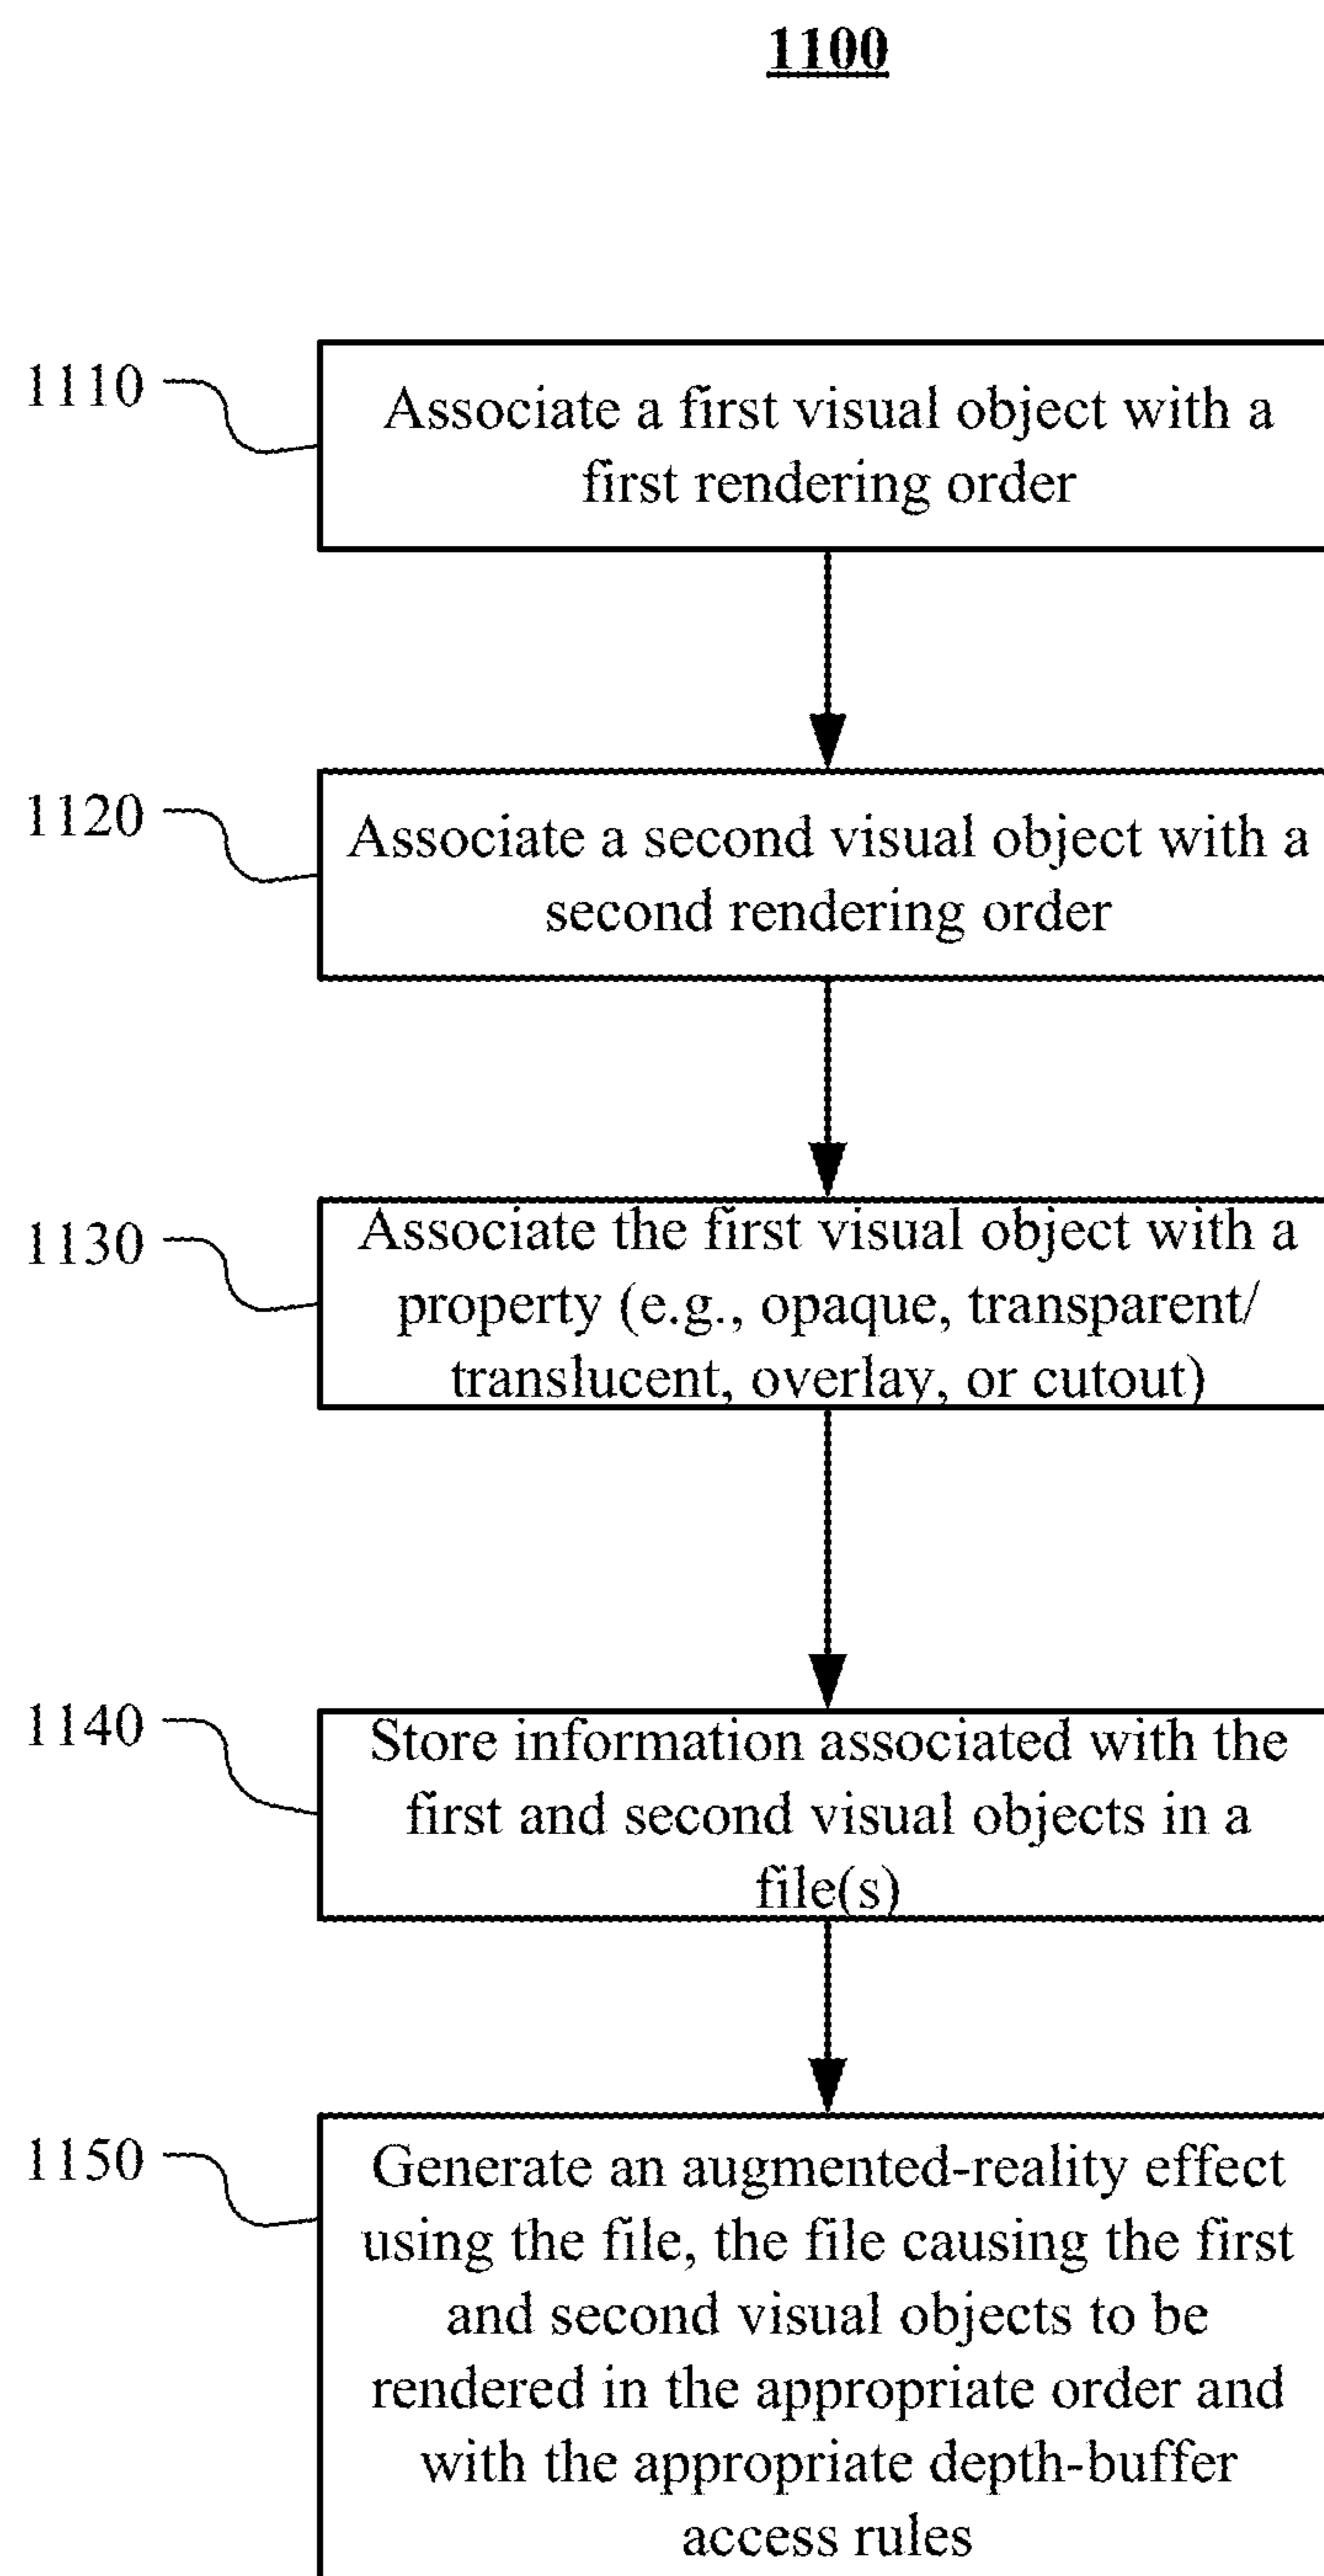 1100
1110
Associate a first visual object with a
first rendering order
1120
Associate a second visual object with a
second rendering order
1130
Associate the first visual object with a
property (e.g., opaque, transparent/
translucent, overlay, or cutout)
1140
Store information associated with the
first and second visual objects in a
file(s)
1150
Generate an augmented-reality effect
using the file, the file causing the first
and second visual objects to be
rendered in the appropriate order and
with the appropriate depth-buffer
access rules